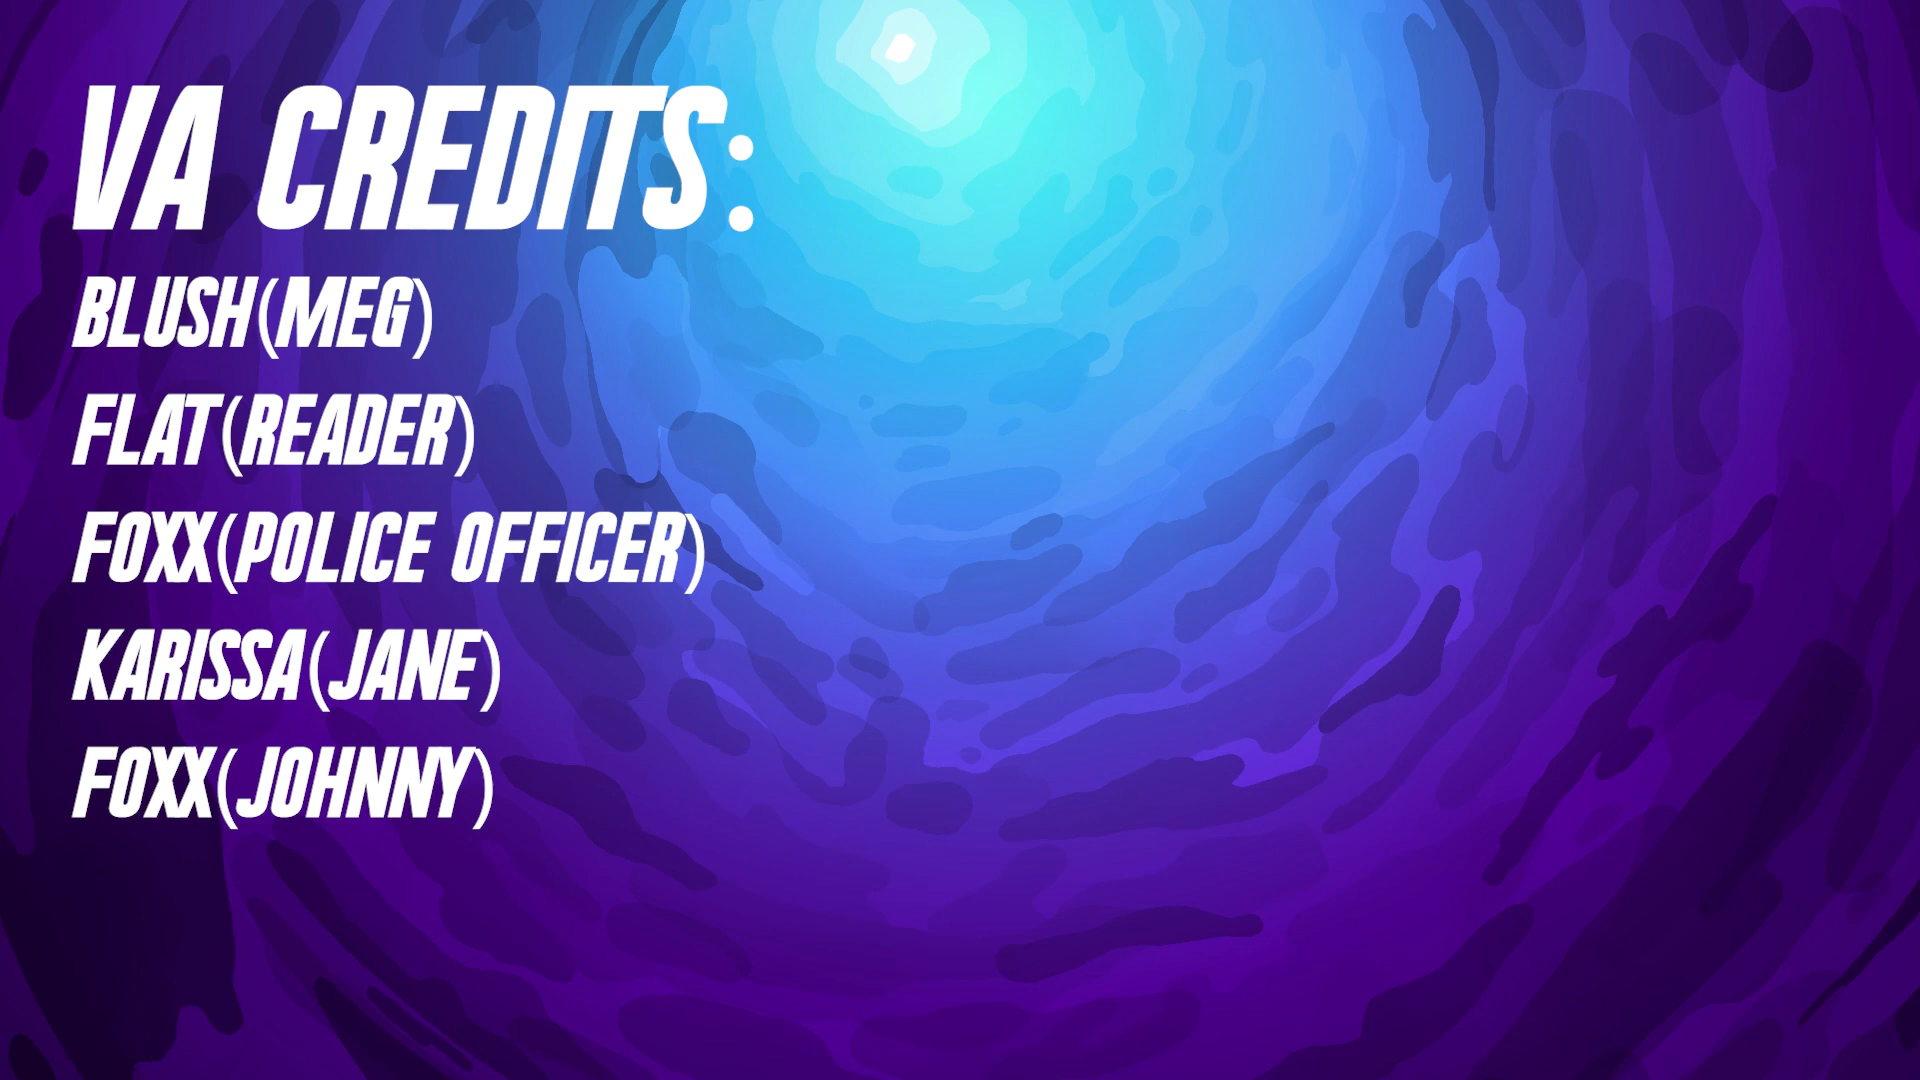 VA CREDITS:
BLUSH(MEG)
FLAT(READER)
FOXX(POLICE OFFICER)
KARISSA(JANE)
FOXX(JOHNNY)